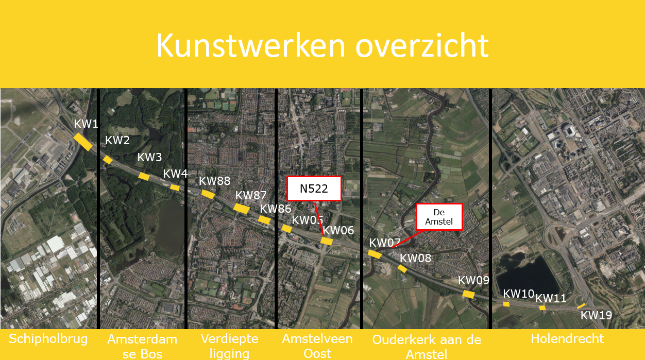 Kunstwerken overzicht
KW1
KW2
KW3
KW4
KW88
KW87
KW86
KW05
N522
KW06
De
Amstel
KW07
KW08
KW09
KW10
KW11
KW19
Schipholbrug
Amsterdam
se Bos
Verdiepte
ligging
Amstelveen
Oost
Ouderkerk aan de
Amstel
Holendrecht